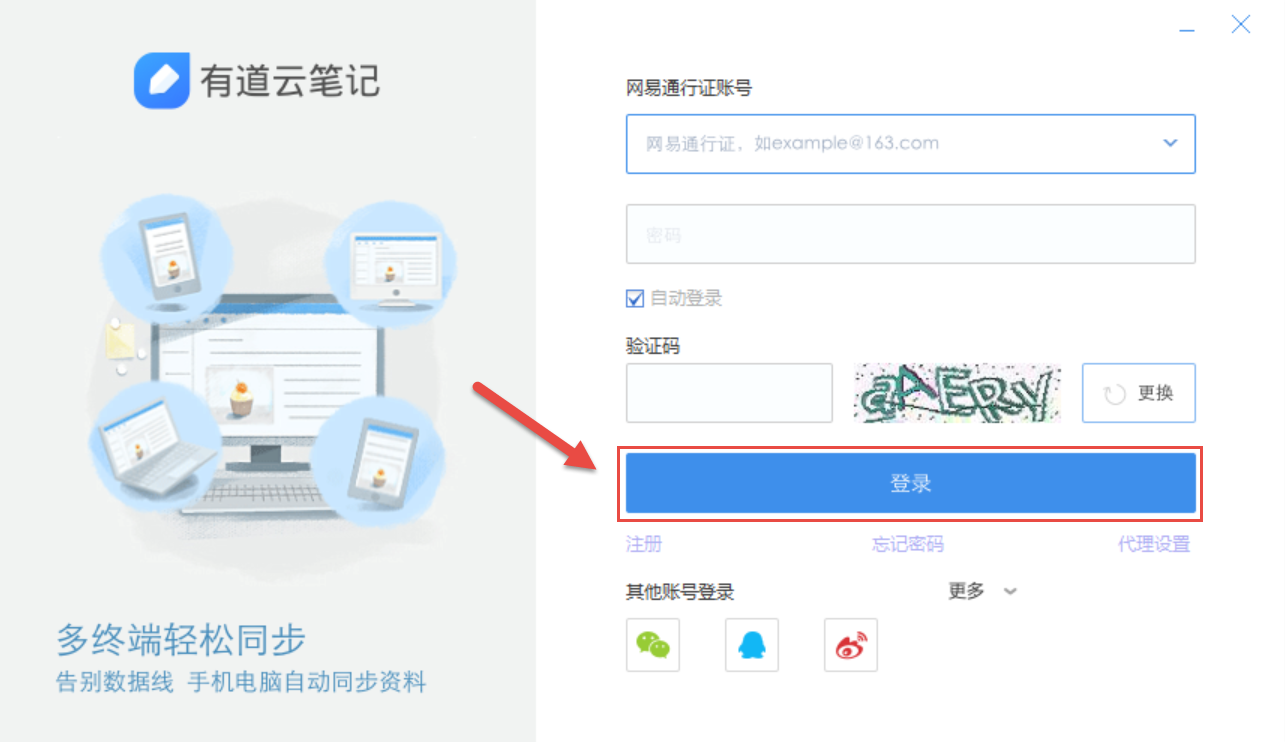 有道云笔记
多终端轻松同步
告别数据线 手机电脑自动同步资料
网易通行证账号
网易通行证，如example@163.com
密码
自动登录
验证码
更换
登录
注册 忘记密码 代理设置
其他账号登录 更多